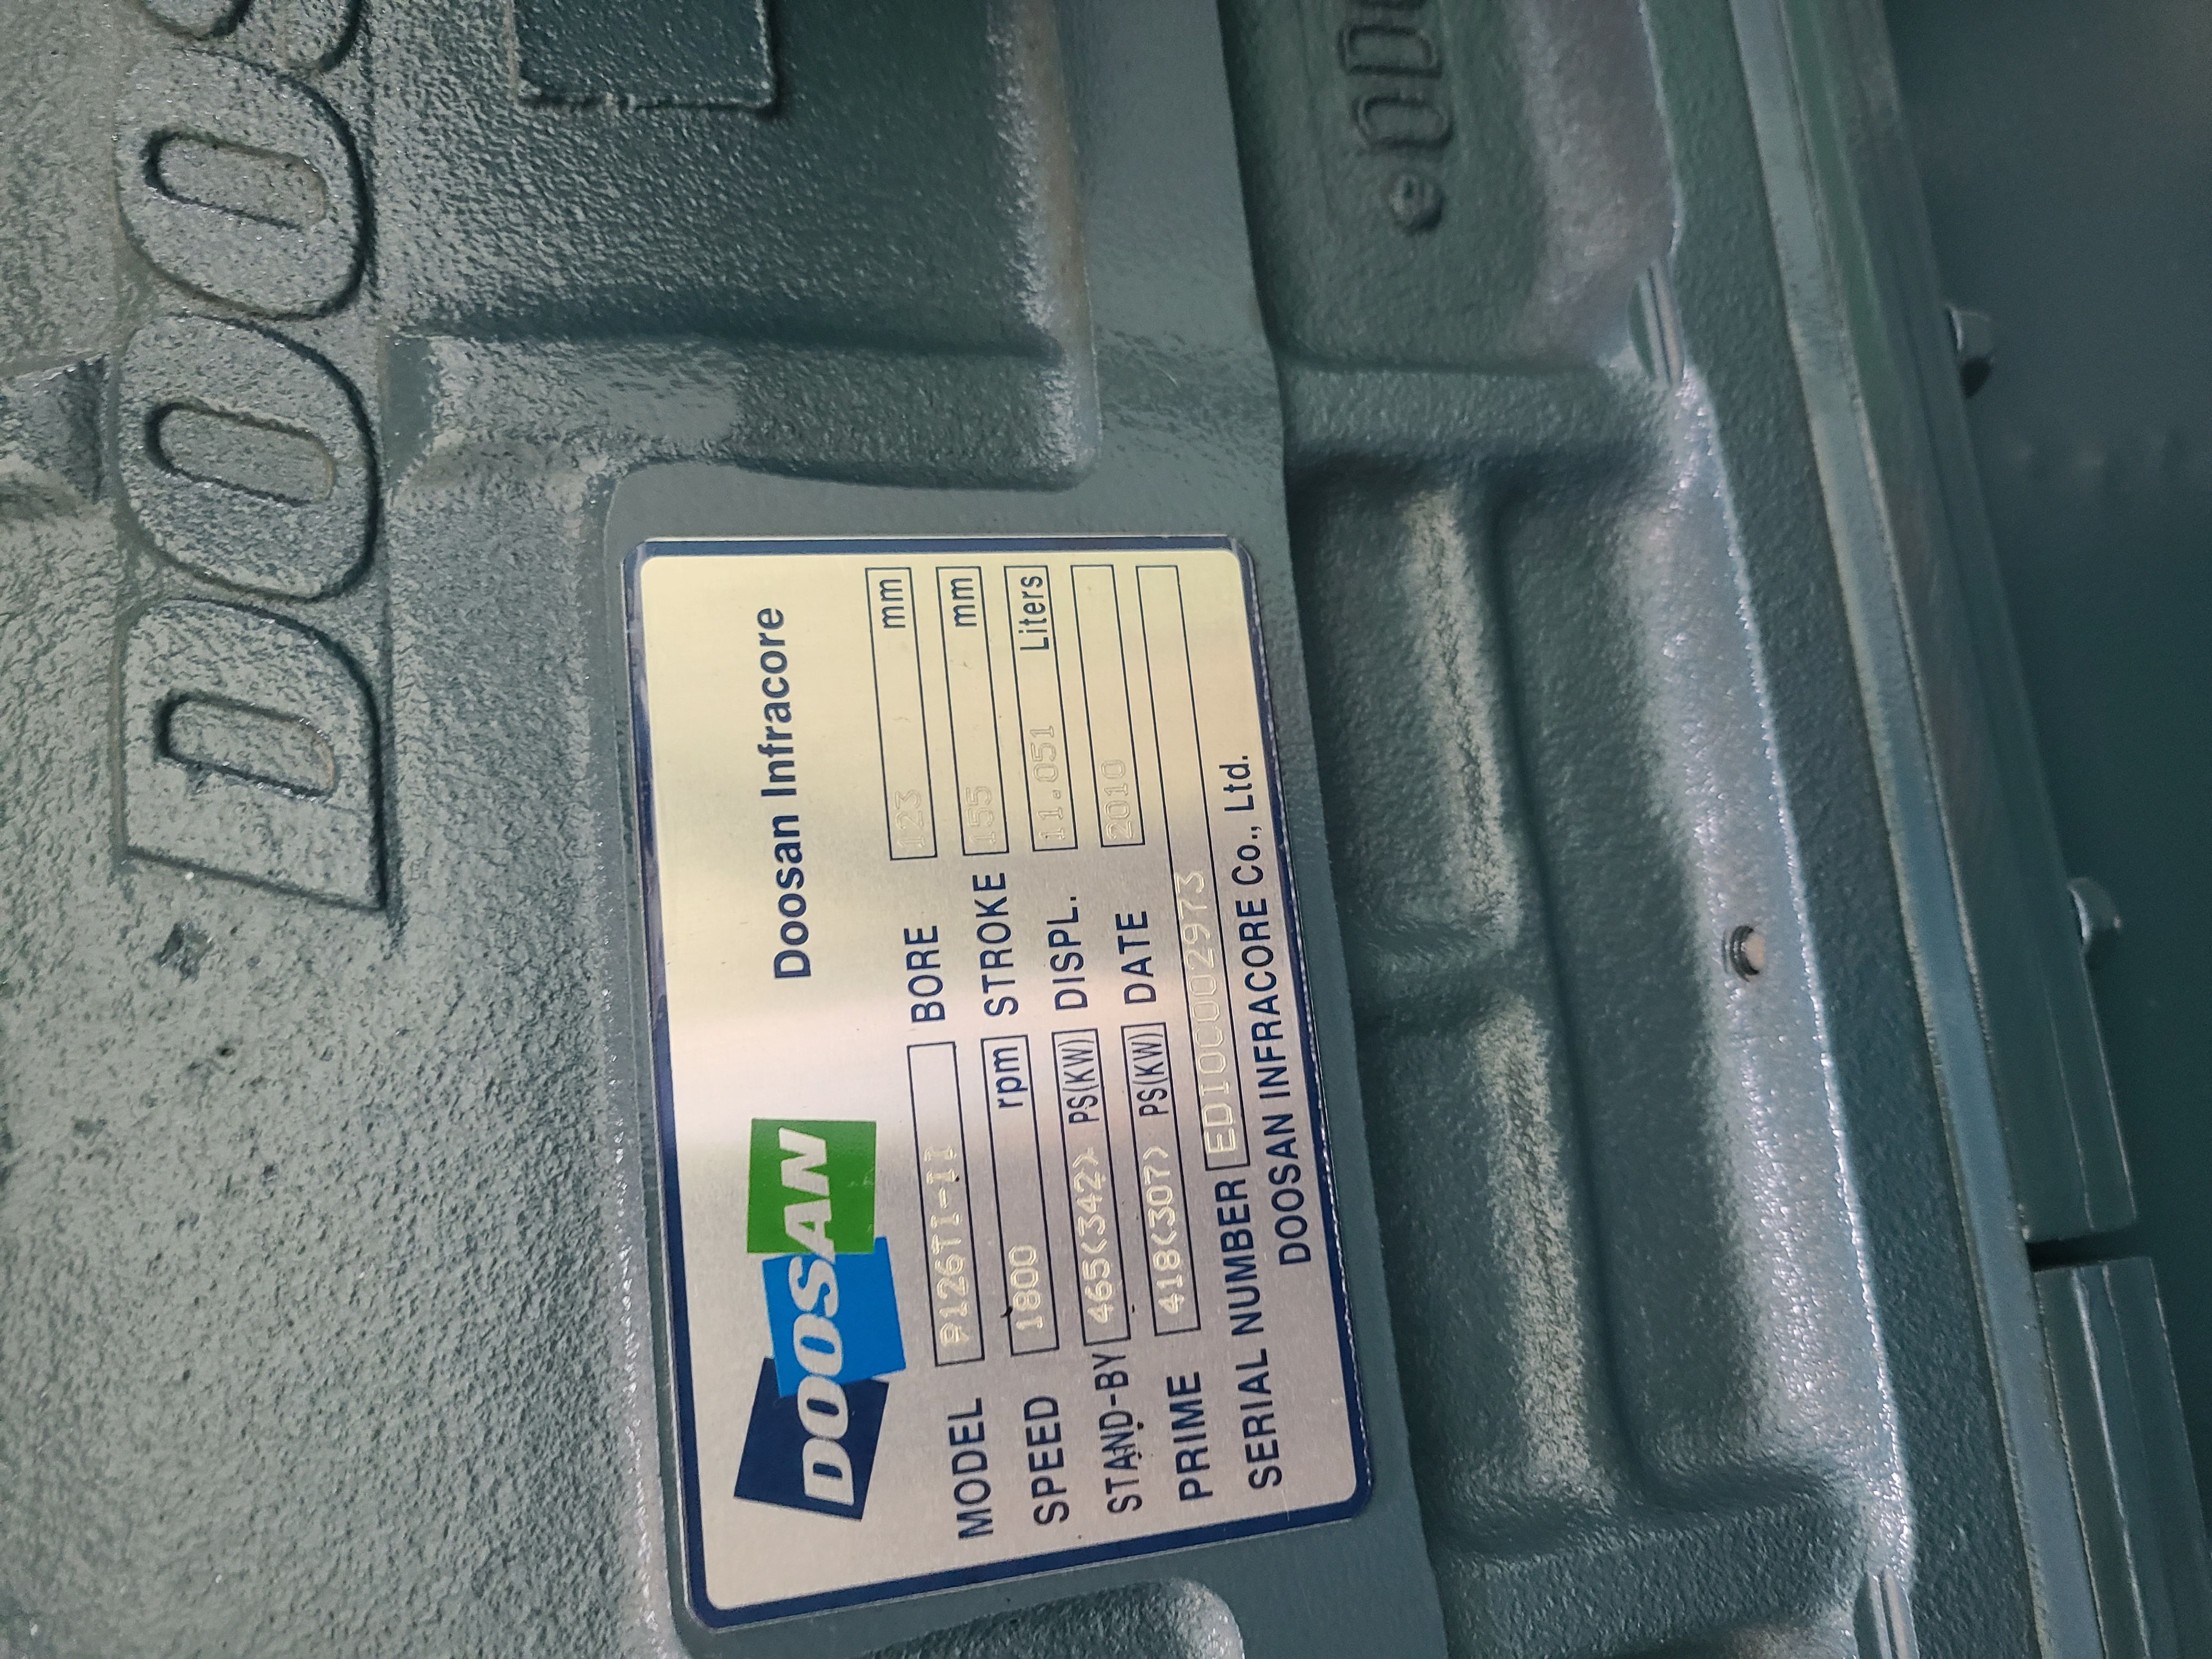 DOOS
DOOSAN
Doosan Infracore
MODEL P126TI-II
BORE 123 mm
SPEED 1800 rpm
STROKE 155 mm
STAND-BY 465(342) PS(KW)
DISPL. 11.051 Liters
PRIME 418(307) PS(KW)
DATE 2010
SERIAL NUMBER EDIOC002973
DOOSAN INFRACORE Co., Ltd.